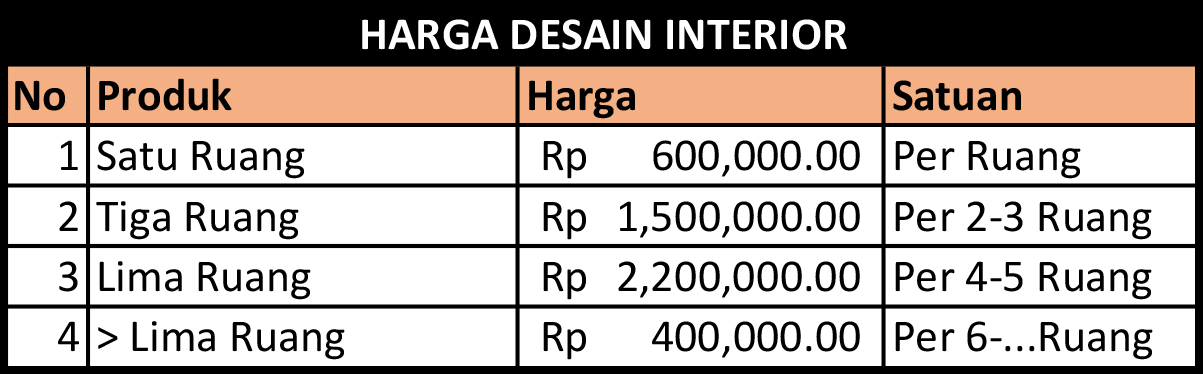 HARGA DESAIN INTERIOR
No Produk Harga Satuan
1 Satu Ruang Rp 600,000.00 Per Ruang
2 Tiga Ruang Rp 1,500,000.00 Per 2-3 Ruang
3 Lima Ruang Rp 2,200,000.00 Per 4-5 Ruang
4 > Lima Ruang Rp 400,000.00 Per 6-...Ruang